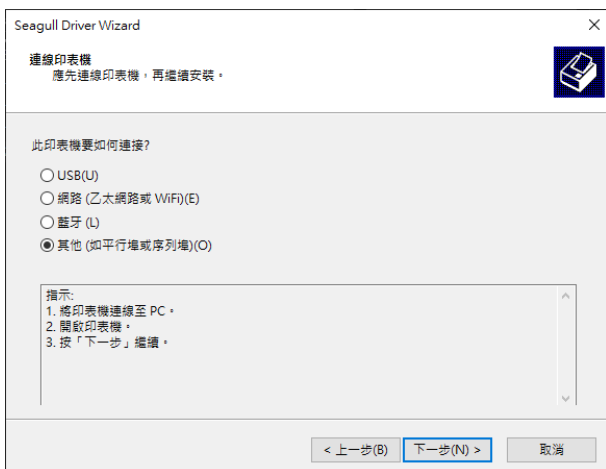 Seagull Driver Wizard
連線印表機
應先連線印表機，再繼續安裝。
此印表機要如何連接?
USB(U)
網路 (乙太網路或 WiFi)(E)
藍牙 (L)
其他 (如平行埠或序列埠)(O)
指示:
1. 將印表機連線至 PC。
2. 開啟印表機。
3. 按「下一步」繼續。
< 上一步(B) 下一步(N) > 取消